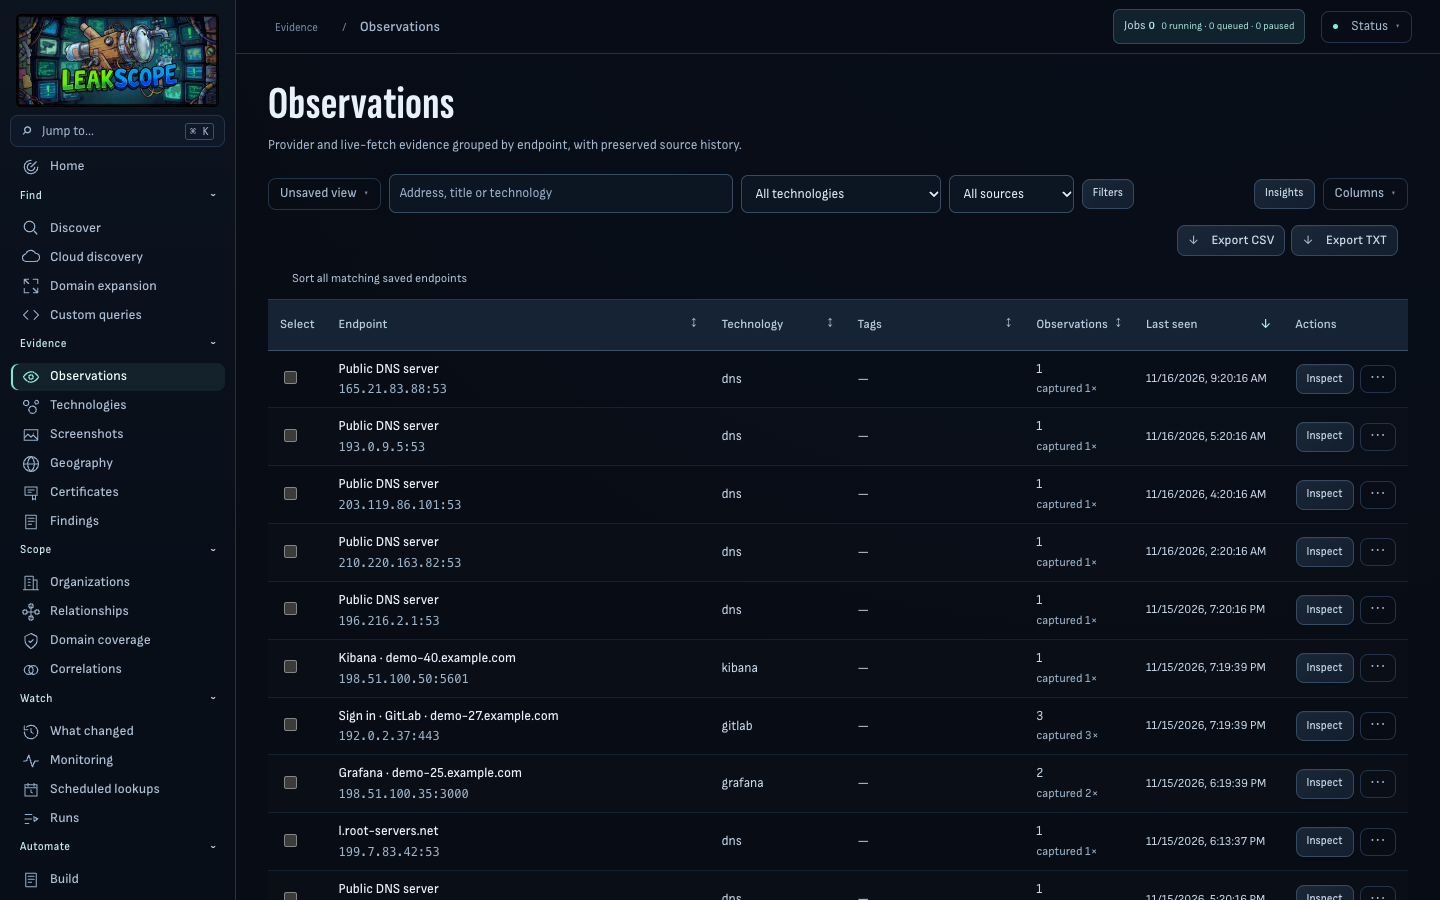 LEAKSCOPE
Jump to...
⌘ K
Home
Find
Discover
Cloud discovery
Domain expansion
Custom queries
Evidence
Observations
Technologies
Screenshots
Geography
Certificates
Findings
Scope
Organizations
Relationships
Domain coverage
Correlations
Watch
What changed
Monitoring
Scheduled lookups
Runs
Automate
Build
Evidence / Observations
Jobs 0 0 running · 0 queued · 0 paused
Status
Observations
Provider and live-fetch evidence grouped by endpoint, with preserved source history.
Unsaved view
Address, title or technology
All technologies
All sources
Filters
Insights
Columns
Export CSV
Export TXT
Sort all matching saved endpoints
Select Endpoint Technology Tags Observations Last seen Actions
Public DNS server
165.21.83.88:53
dns — 1
captured 1×
11/16/2026, 9:20:16 AM Inspect ...
Public DNS server
193.0.9.5:53
dns — 1
captured 1×
11/16/2026, 5:20:16 AM Inspect ...
Public DNS server
203.119.86.101:53
dns — 1
captured 1×
11/16/2026, 4:20:16 AM Inspect ...
Public DNS server
210.220.163.82:53
dns — 1
captured 1×
11/16/2026, 2:20:16 AM Inspect ...
Public DNS server
196.216.2.1:53
dns — 1
captured 1×
11/15/2026, 7:20:16 PM Inspect ...
Kibana · demo-40.example.com
198.51.100.50:5601
kibana — 1
captured 1×
11/15/2026, 7:19:39 PM Inspect ...
Sign in · GitLab · demo-27.example.com
192.0.2.37:443
gitlab — 3
captured 3×
11/15/2026, 7:19:39 PM Inspect ...
Grafana · demo-25.example.com
198.51.100.35:3000
grafana — 2
captured 2×
11/15/2026, 6:19:39 PM Inspect ...
l.root-servers.net
199.7.83.42:53
dns — 1
captured 1×
11/15/2026, 6:13:37 PM Inspect ...
Public DNS server
dns — 1
11/15/2026, 5:20:16 PM Inspect ...